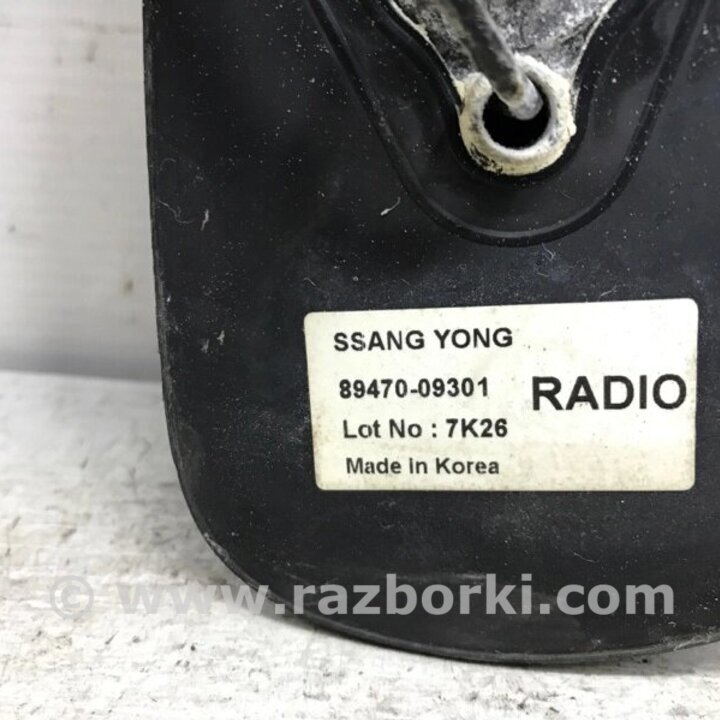 SSANG YONG
89470-09301 RADIO
Lot No : 7K26
Made in Korea
© www.razborki.com